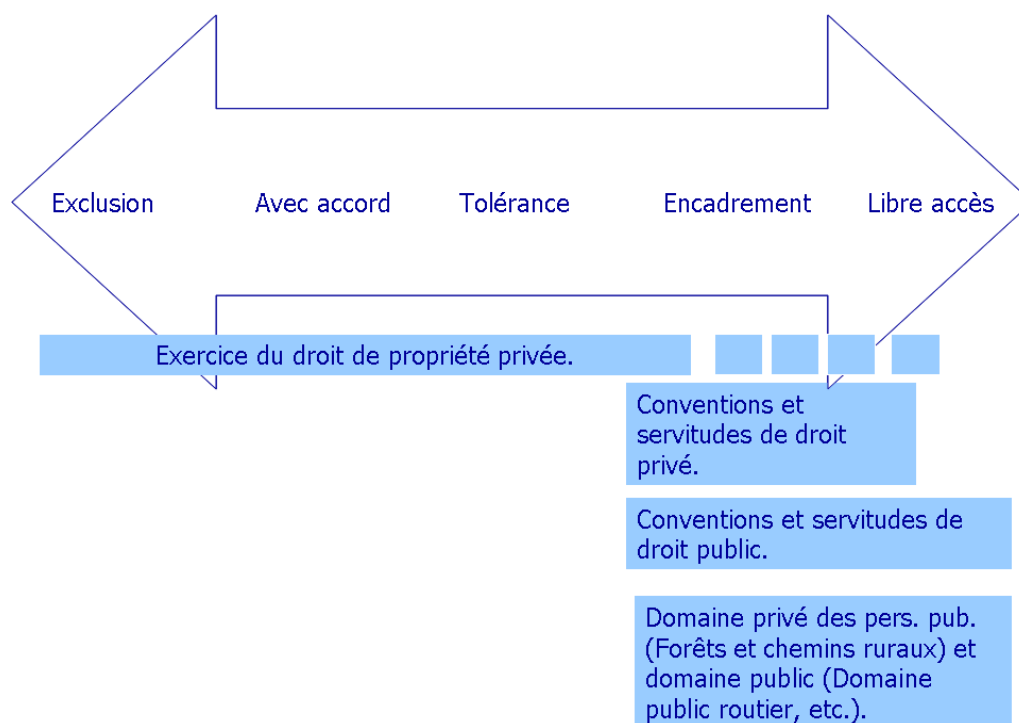 Exclusion Avec accord Tolérance Encadrement Libre accès
Exercice du droit de propriété privée.
Conventions et
servitudes de droit
privé.
Conventions et servitudes de
droit public.
Domaine privé des pers. pub.
(Forêts et chemins ruraux) et
domaine public (Domaine
public routier, etc.).